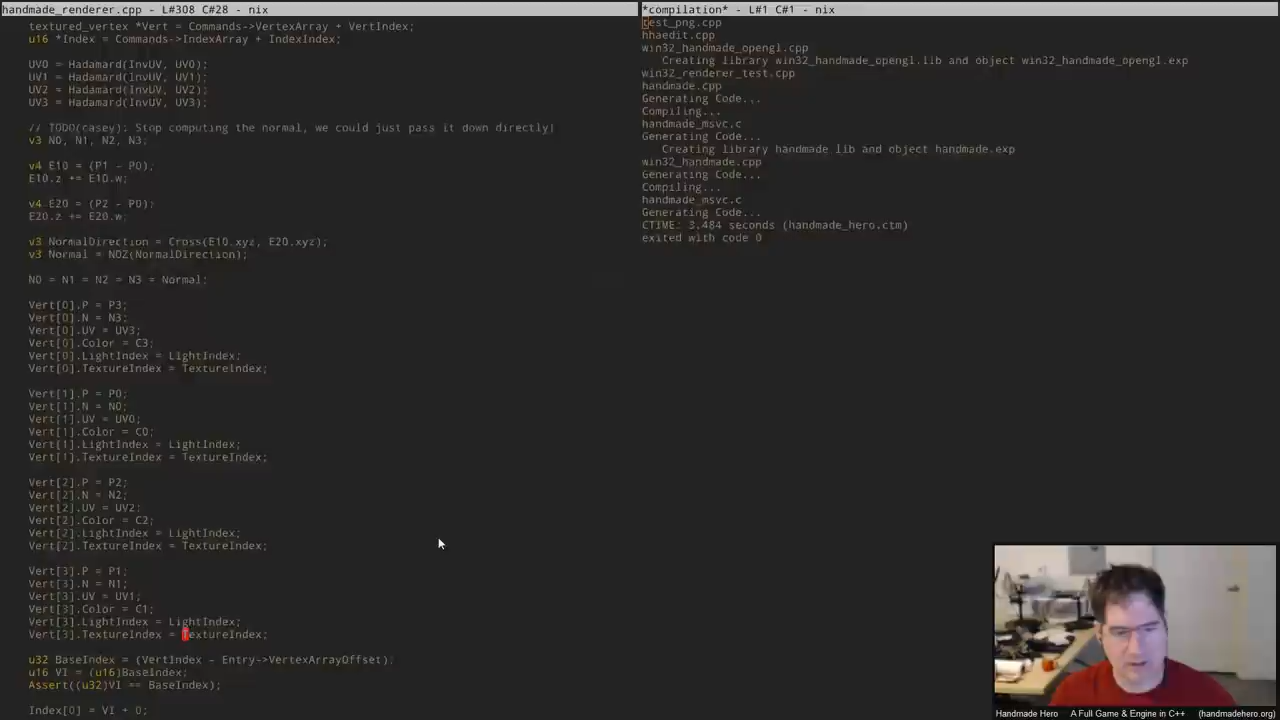 handmade_renderer.cpp - L#308 C#28 - nix
textured_vertex *Vert = Commands->VertexArray + VertIndex;
u16 *Index = Commands->IndexArray + IndexIndex;
UV0 = Hadamard(InvUV, UV0);
UV1 = Hadamard(InvUV, UV1);
UV2 = Hadamard(InvUV, UV2);
UV3 = Hadamard(InvUV, UV3);
// TODO(casey): Stop computing the normal, we could just pass it down directly!
v3 N0, N1, N2, N3;
v4 E10 = (P1 - P0);
E10.z += E10.w;
v4 E20 = (P2 - P0);
E20.z += E20.w;
v3 NormalDirection = Cross(E10.xyz, E20.xyz);
v3 Normal = NOZ(NormalDirection);
N0 = N1 = N2 = N3 = Normal;
Vert[0].P = P3;
Vert[0].N = N3;
Vert[0].UV = UV3;
Vert[0].Color = C3;
Vert[0].LightIndex = LightIndex;
Vert[0].TextureIndex = TextureIndex;
Vert[1].P = P0;
Vert[1].N = N0;
Vert[1].UV = UV0;
Vert[1].Color = C0;
Vert[1].LightIndex = LightIndex;
Vert[1].TextureIndex = TextureIndex;
Vert[2].P = P2;
Vert[2].N = N2;
Vert[2].UV = UV2;
Vert[2].Color = C2;
Vert[2].LightIndex = LightIndex;
Vert[2].TextureIndex = TextureIndex;
Vert[3].P = P1;
Vert[3].N = N1;
Vert[3].UV = UV1;
Vert[3].Color = C1;
Vert[3].LightIndex = LightIndex;
Vert[3].TextureIndex = TextureIndex;
u32 BaseIndex = (VertIndex - Entry->VertexArrayOffset);
u16 VI = (u16)BaseIndex;
Assert((u32)VI == BaseIndex);
Index[0] = VI + 0;
*compilation* - L#1 C#1 - nix
test_png.cpp
hhaedit.cpp
win32_handmade_opengl.cpp
Creating library win32_handmade_opengl.lib and object win32_handmade_opengl.exp
win32_renderer_test.cpp
handmade.cpp
Generating Code...
Compiling...
handmade_msvc.c
Generating Code...
Creating library handmade.lib and object handmade.exp
win32_handmade.cpp
Generating Code...
Compiling...
handmade_msvc.c
Generating Code...
CTIME: 3.484 seconds (handmade_hero.ctm)
exited with code 0
Handmade Hero A Full Game & Engine in C++ (handmadehero.org)